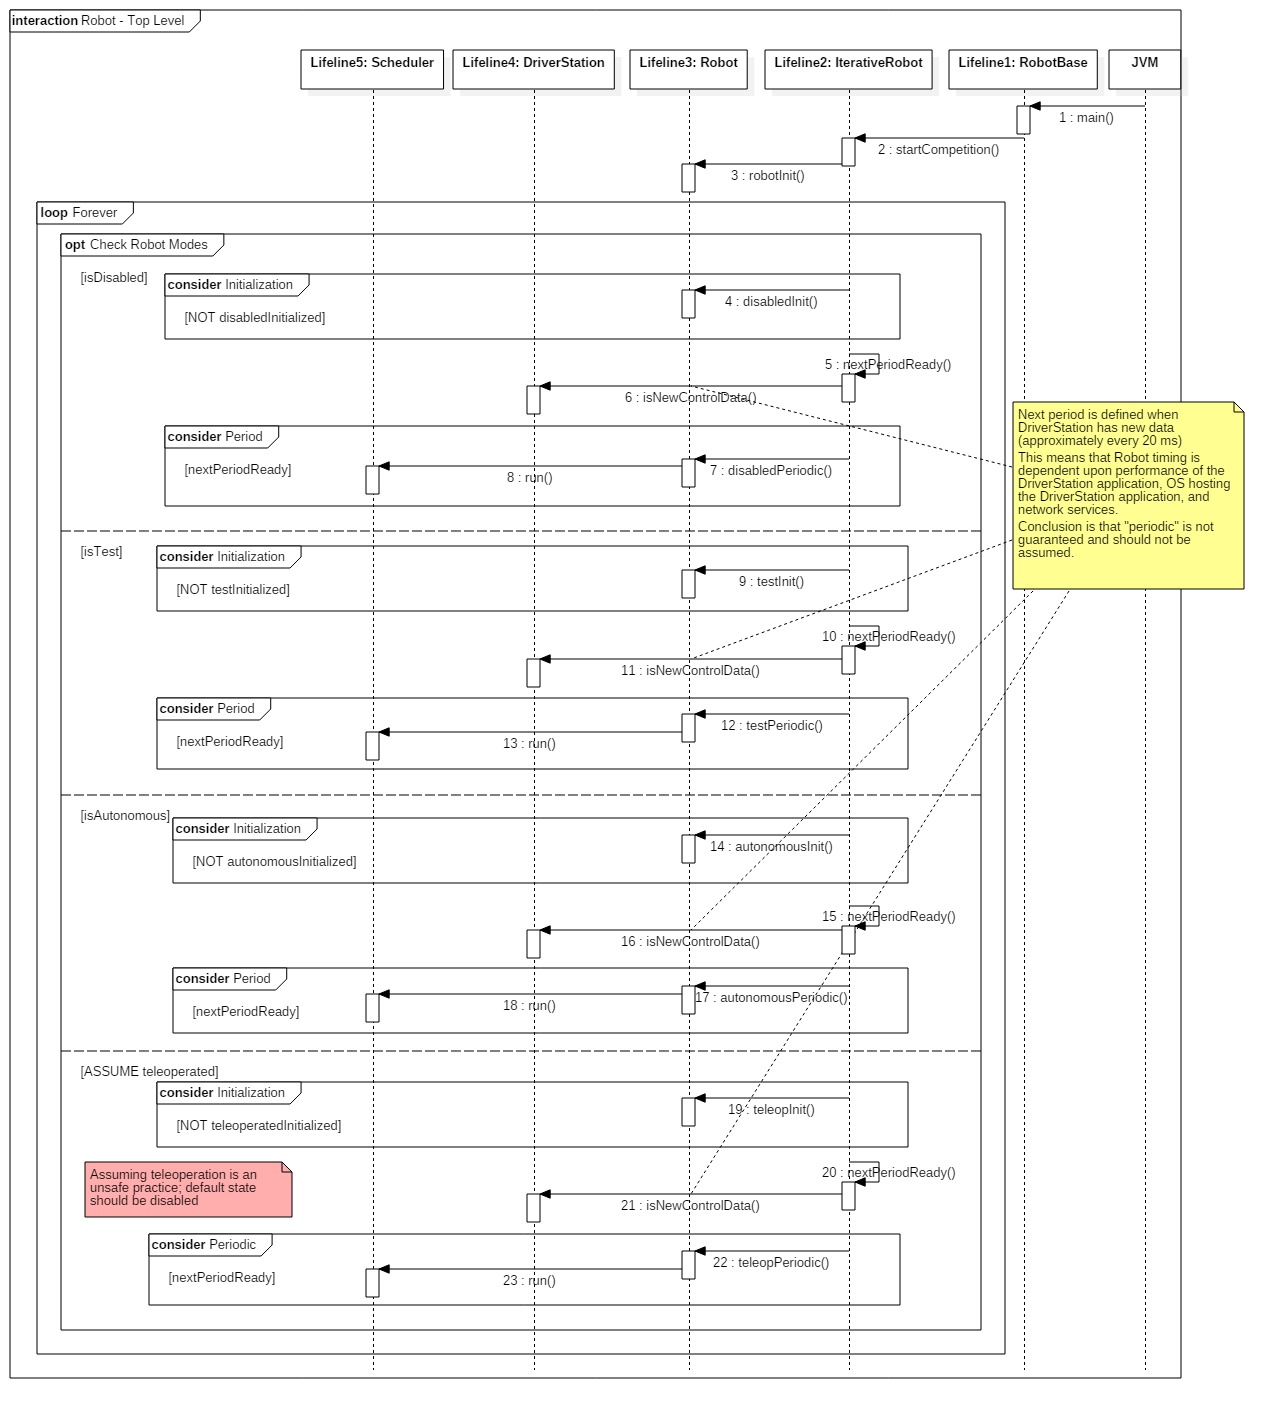 interaction Robot - Top Level
Lifeline5: Scheduler
Lifeline4: DriverStation
Lifeline3: Robot
Lifeline2: IterativeRobot
Lifeline1: RobotBase
JVM
1 : main()
2 : startCompetition()
3 : robotInit()
loop Forever
opt Check Robot Modes
[isDisabled]
consider Initialization
4 : disabledInit()
[NOT disabledInitialized]
5 : nextPeriodReady()
6 : isNewControlData()
Next period is defined when
DriverStation has new data
(approximately every 20 ms)
This means that Robot timing is
dependent upon performance of the
DriverStation application, OS hosting
the DriverStation application, and
network services.
Conclusion is that "periodic" is not
guaranteed and should not be
assumed.
consider Period
[nextPeriodReady]
7 : disabledPeriodic()
8 : run()
[isTest]
consider Initialization
9 : testInit()
[NOT testInitialized]
10 : nextPeriodReady()
11 : isNewControlData()
consider Period
12 : testPeriodic()
[nextPeriodReady]
13 : run()
[isAutonomous]
consider Initialization
14 : autonomousInit()
[NOT autonomousInitialized]
15 : nextPeriodReady()
16 : isNewControlData()
consider Period
17 : autonomousPeriodic()
18 : run()
[nextPeriodReady]
[ASSUME teleoperated]
consider Initialization
19 : teleopInit()
[NOT teleoperatedInitialized]
Assuming teleoperation is an
unsafe practice; default state
should be disabled
20 : nextPeriodReady()
21 : isNewControlData()
consider Periodic
22 : teleopPeriodic()
[nextPeriodReady]
23 : run()